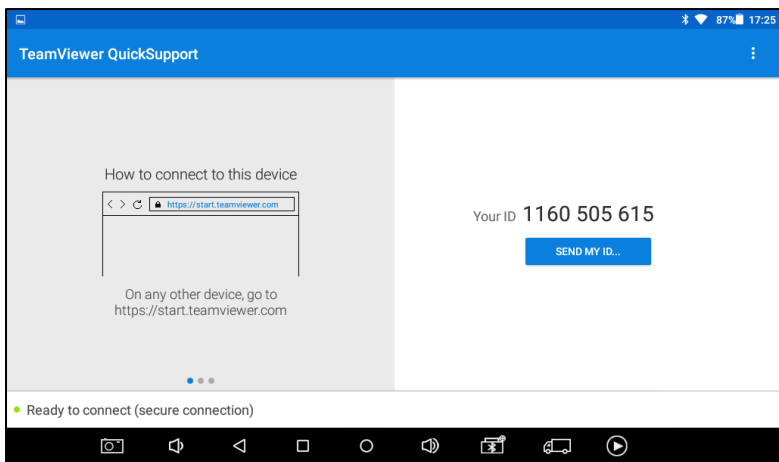 87% 17:25
TeamViewer QuickSupport
How to connect to this device
https://start.teamviewer.com
On any other device, go to
https://start.teamviewer.com
Your ID 1160 505 615
SEND MY ID...
Ready to connect (secure connection)